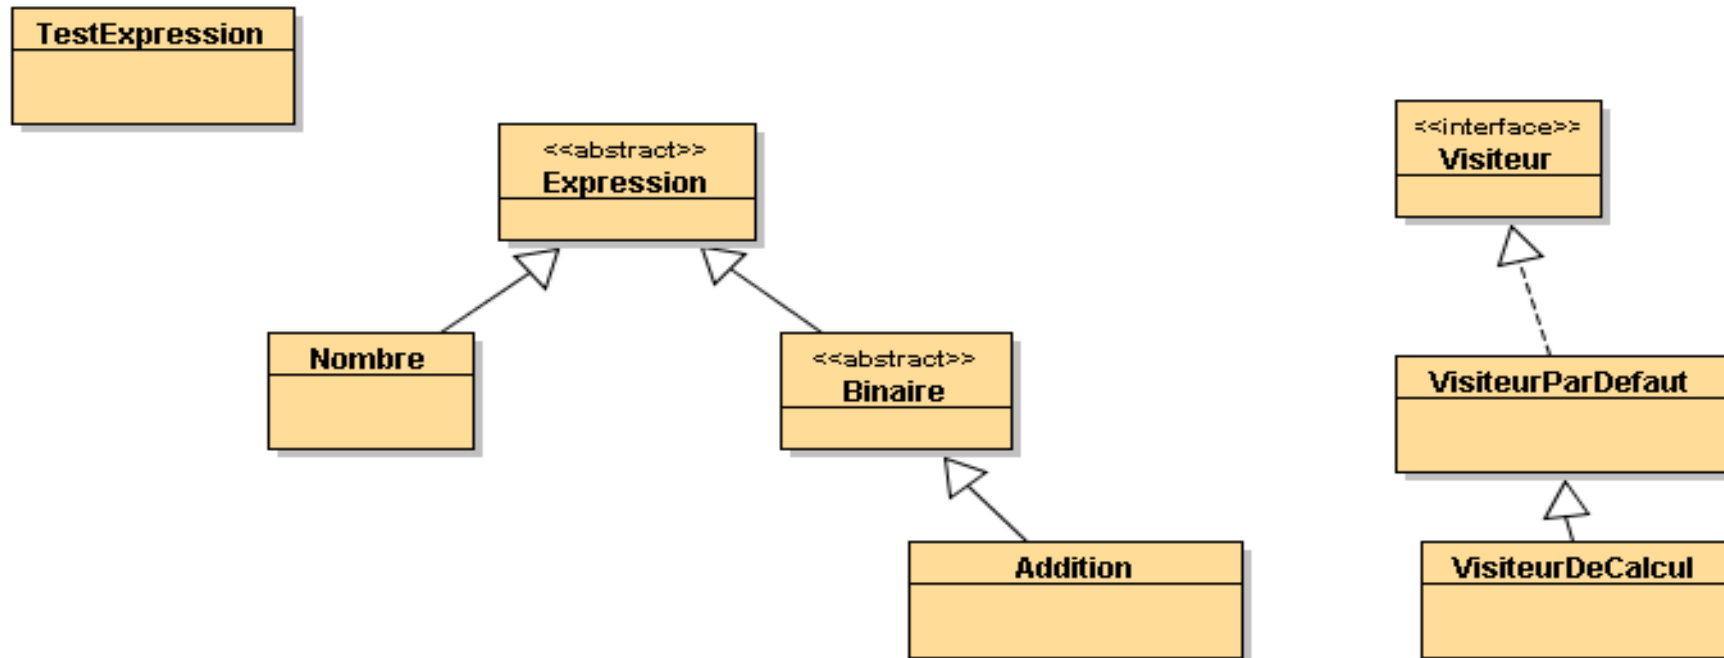 TestExpression
<<abstract>>
Expression
<<interface>>
Visiteur
Nombre
<<abstract>>
Binaire
VisiteurParDefaut
Addition
VisiteurDeCalcul